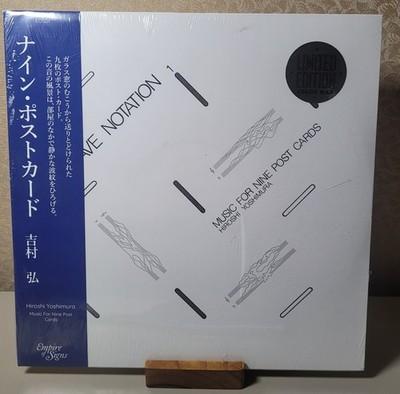 ナイン・ポストカード
吉村 弘
ガラス窓のむこうから送りとどけられた
九枚のポスト・カード。
この音の風景は、部屋のなかで静かな波紋をひろげる。
Hiroshi Yoshimura
Music For Nine Post
Cards
Empire
of Signs
AVE NOTATION 1
MUSIC FOR NINE POST CARDS
HIROSHI YOSHIMURA
LIMITED
EDITION